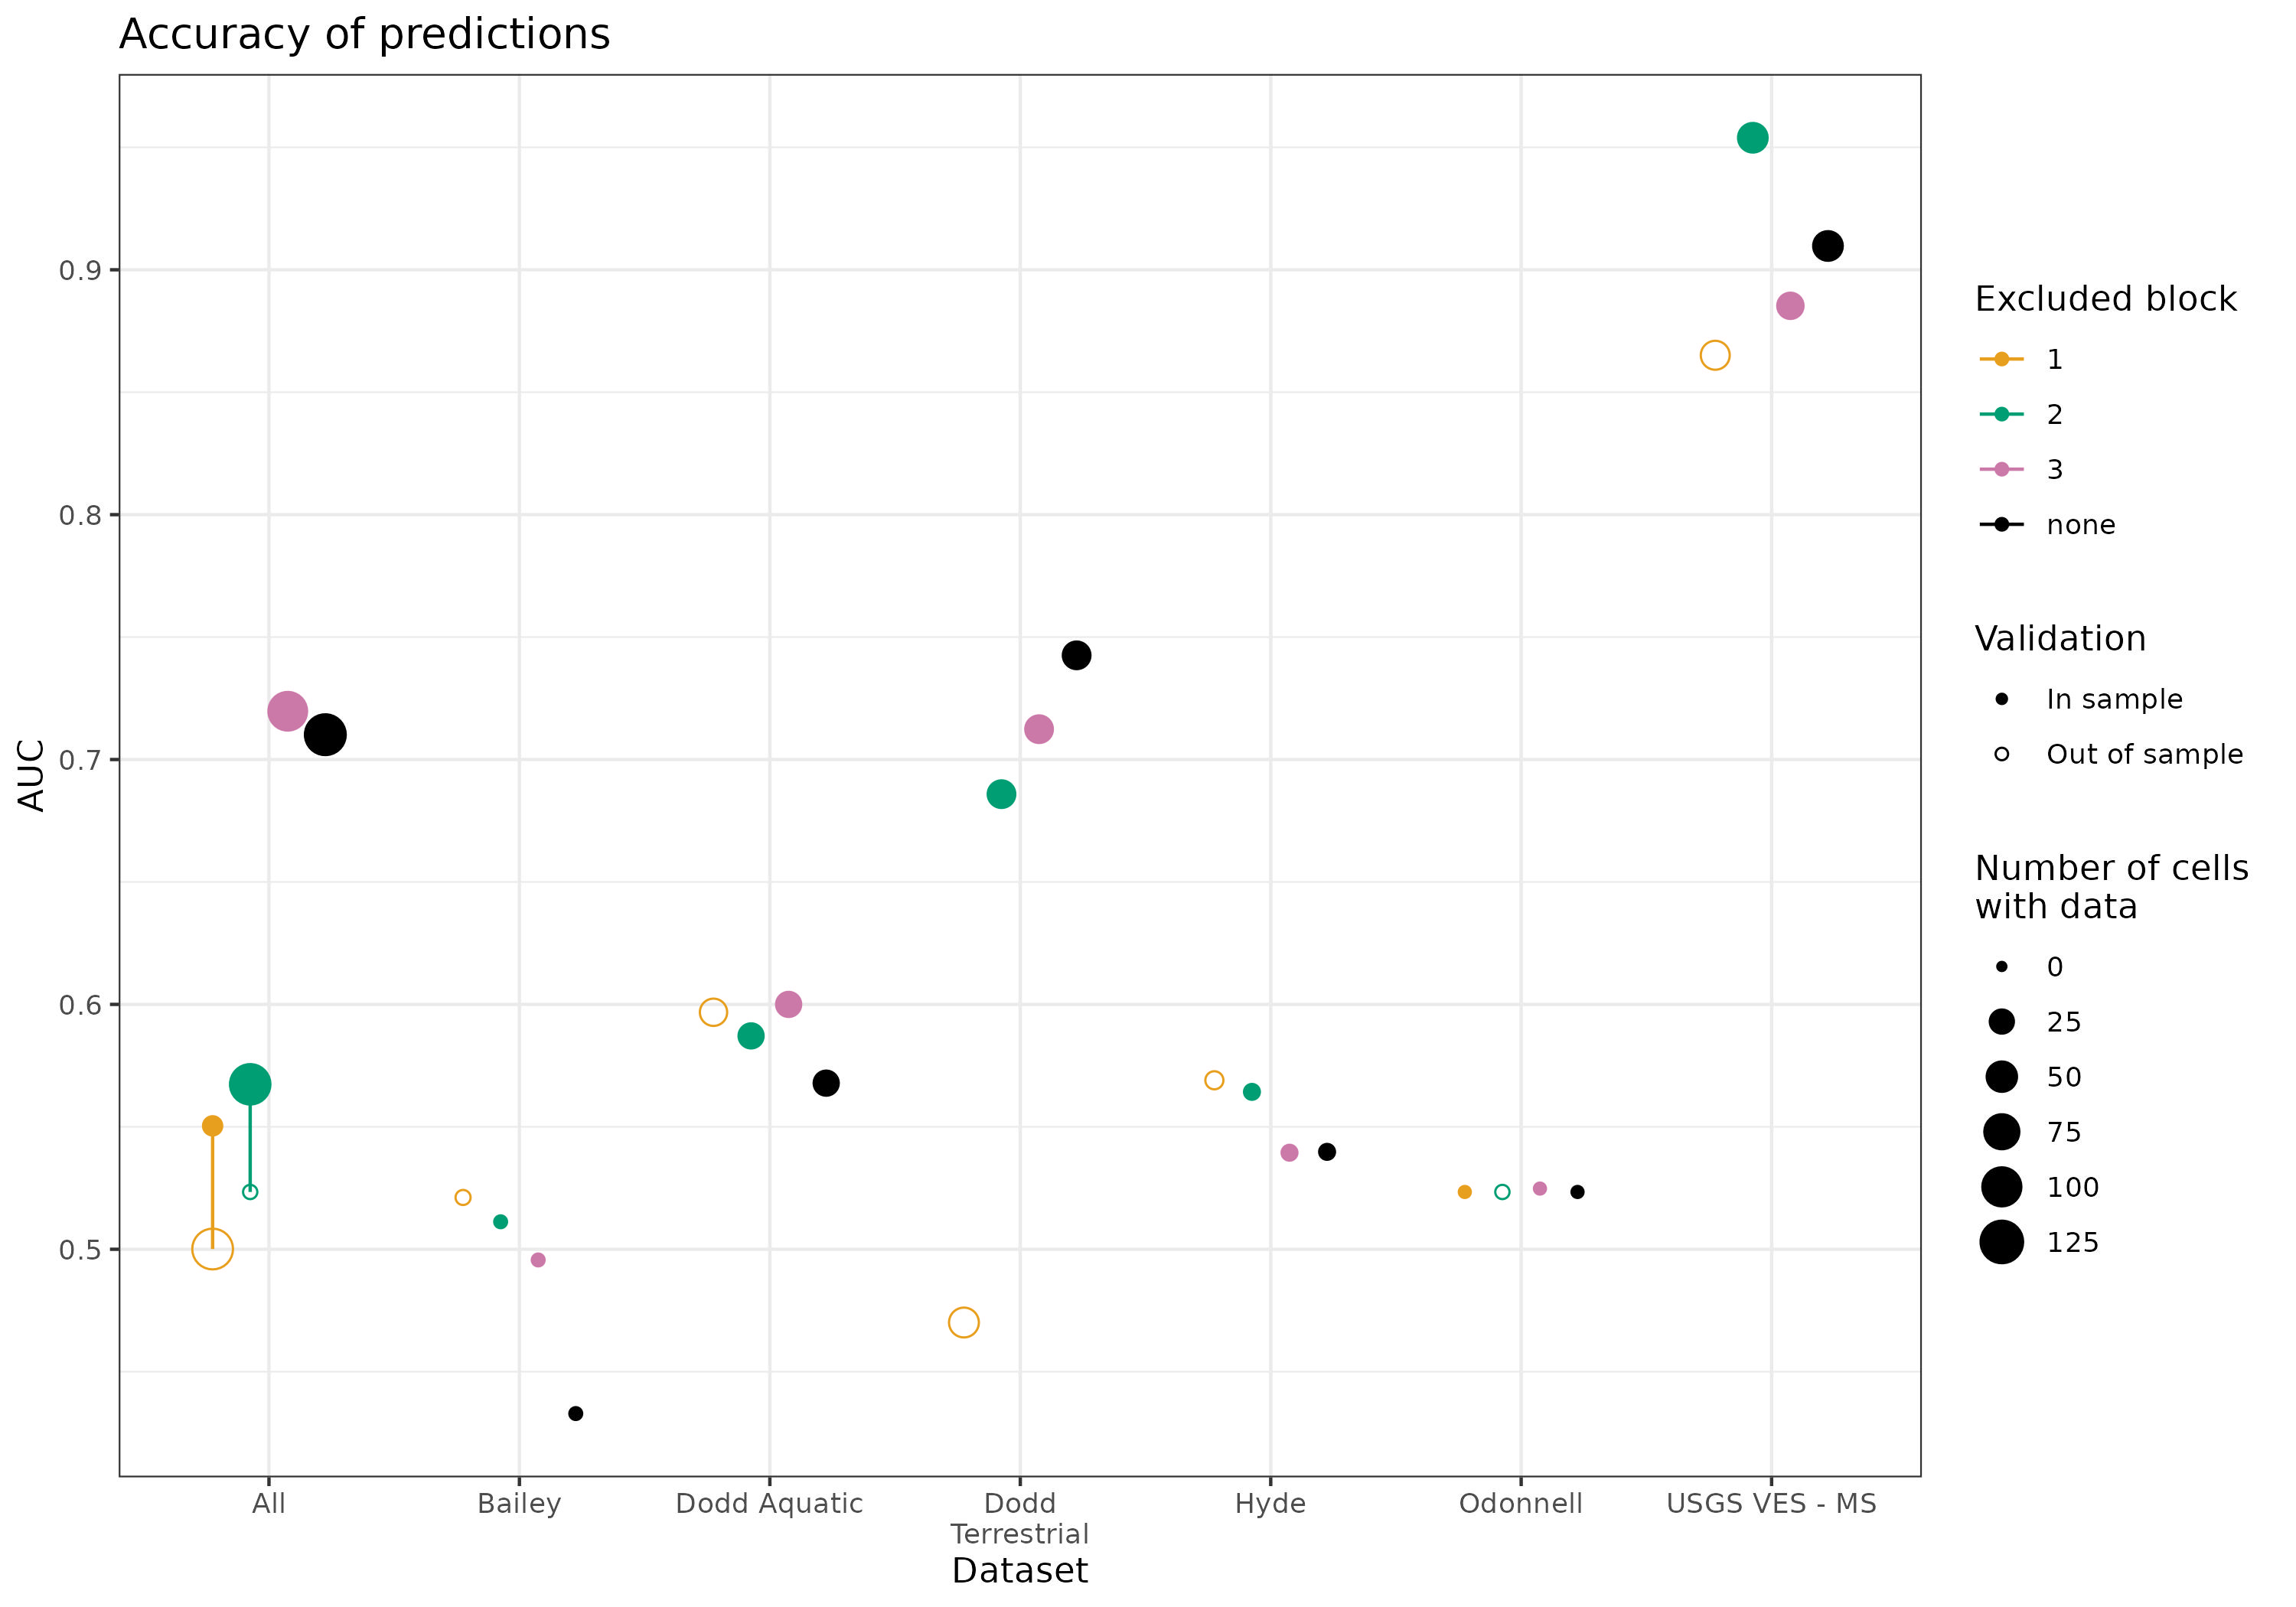 Accuracy of predictions
AUC
0.9
0.8
0.7
0.6
0.5
All
Bailey
Dodd Aquatic
Dodd
Terrestrial
Hyde
Odonnell
USGS VES - MS
Dataset
Excluded block
1
2
3
none
Validation
In sample
Out of sample
Number of cells
with data
0
25
50
75
100
125